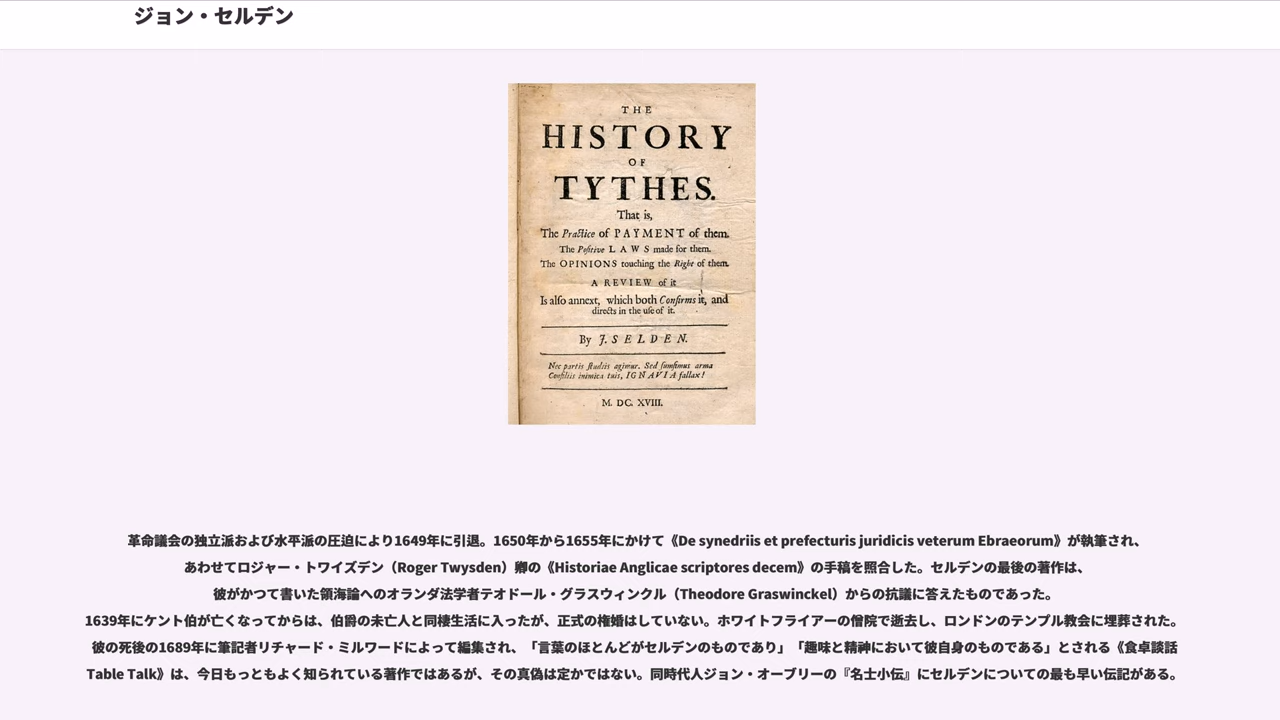 ジョン・セルデン
THE
HISTORY
OF
TYTHES.
That is,
The Practice of PAYMENT of them.
The Positive LAWS made for them.
The OPINIONS touching the Right of them.
A REVIEW of it
Is also annext, which both Confirms it, and
directs in the use of it.
By J. SELDEN.
Nec partis studiis agimur. Sed sumsimus arma
Consiliis inimica tuis, IGNAVIA fallax!
M. DC. XVIII.
革命議会の独立派および水平派の圧迫により1649年に引退。1650年から1655年にかけて《De synedriis et prefecturis juridicis veterum Ebraeorum》が執筆され、
あわせてロジャー・トワイズデン（Roger Twysden）卿の《Historiae Anglicae scriptores decem》の手稿を照合した。セルデンの最後の著作は、
彼がかつて書いた領海論へのオランダ法学者テオドール・グラスウィンクル（Theodore Graswinckel）からの抗議に答えたものであった。
1639年にケント伯が亡くなってからは、伯爵の未亡人と同棲生活に入ったが、正式の権婚はしていない。ホワイトフライアーの僧院で逝去し、ロンドンのテンプル教会に埋葬された。
彼の死後の1689年に筆記者リチャード・ミルワードによって編集され、「言葉のほとんどがセルデンのものであり」「趣味と精神において彼自身のものである」とされる《食卓談話
Table Talk》は、今日もっともよく知られている著作ではあるが、その真偽は定かではない。同時代人ジョン・オーブリーの『名士小伝』にセルデンについての最も早い伝記がある。